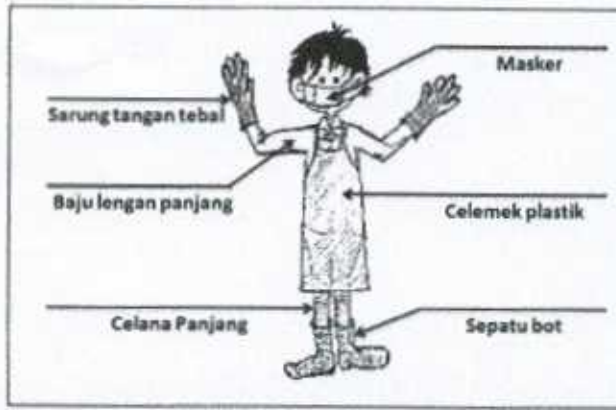 Masker
Sarung tangan tebal
Baju lengan panjang
Celemek plastik
Celana Panjang
Sepatu bot